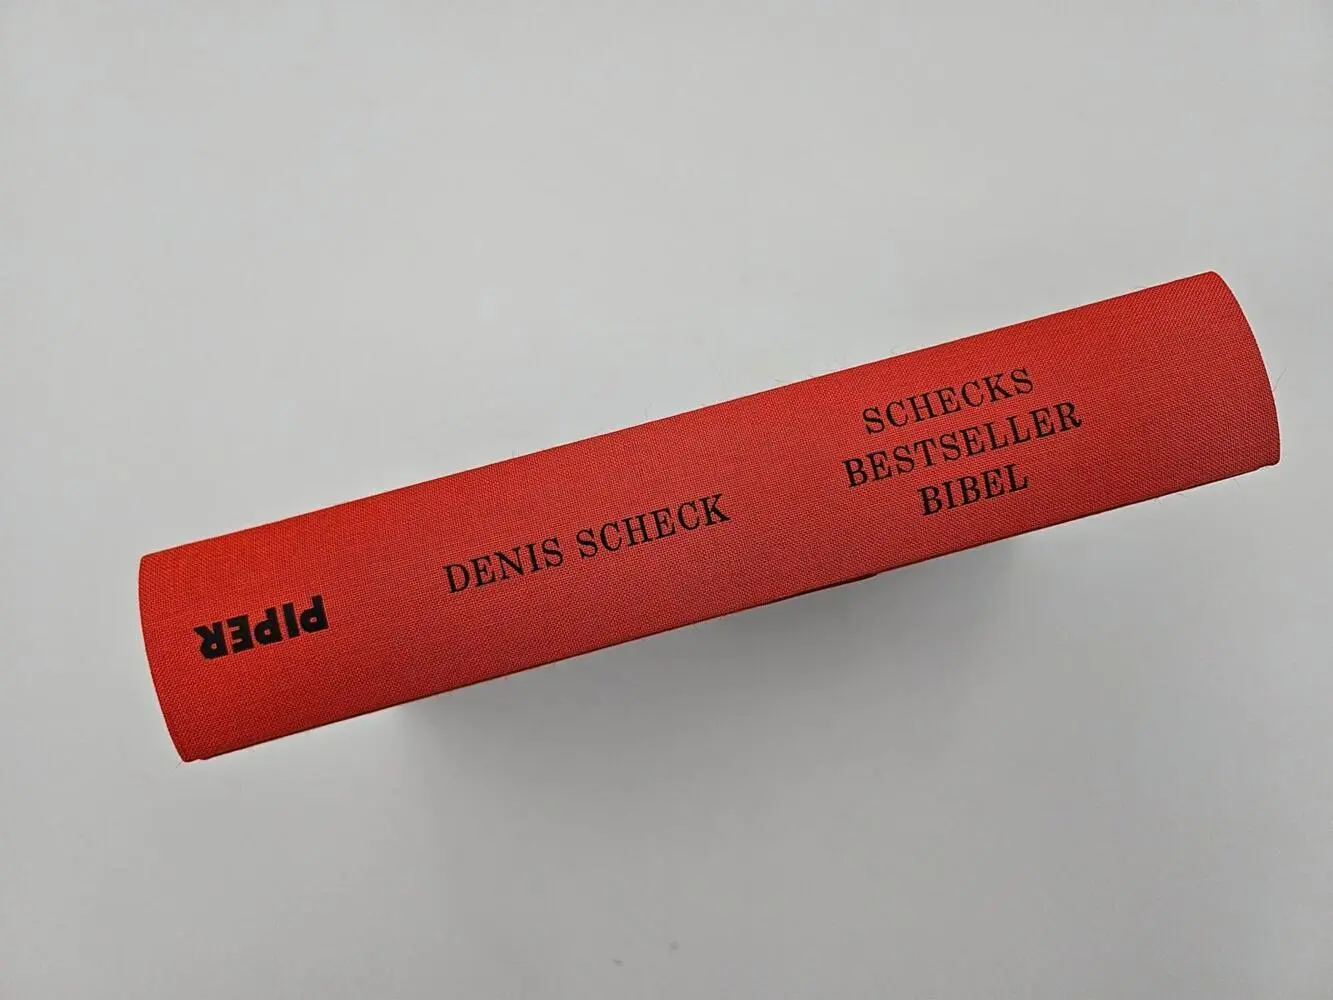 PIPER
DENIS SCHECK
SCHECKS
BESTSELLER
BIBEL